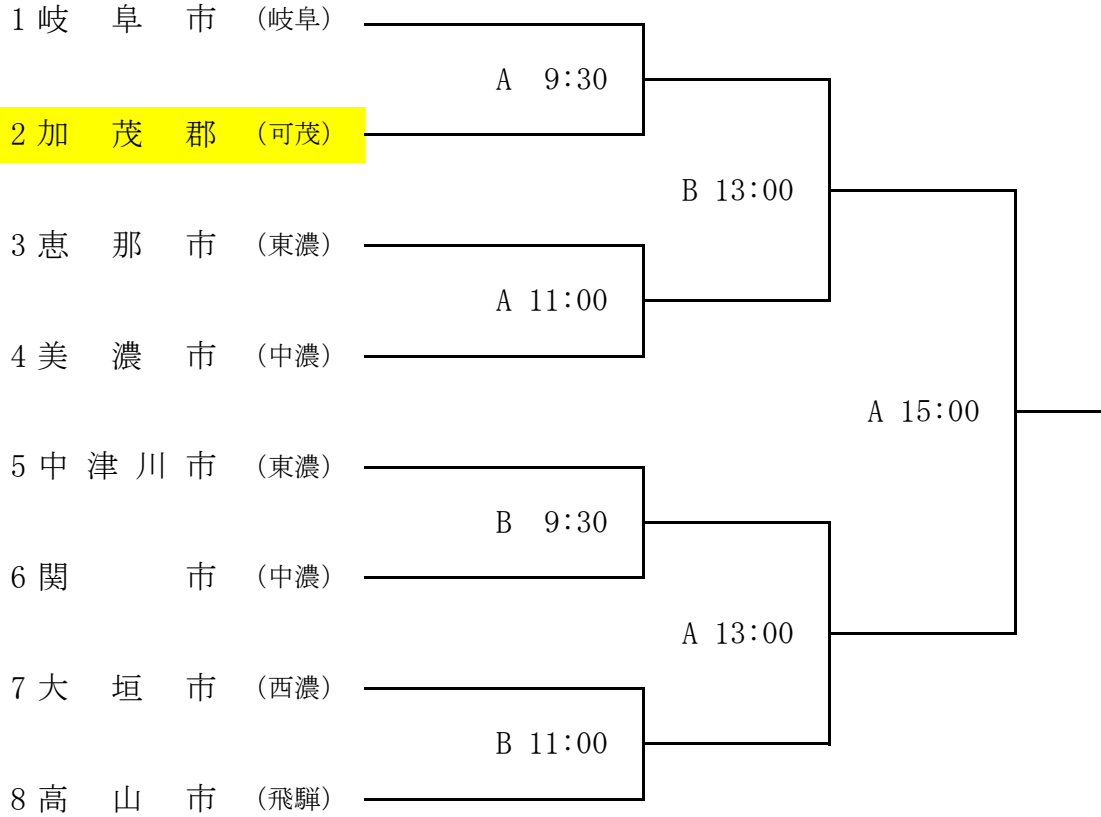 1 岐阜市 (岐阜)
A 9:30
2 加茂郡 (可茂)
B 13:00
3 恵那市 (東濃)
A 11:00
4 美濃市 (中濃)
A 15:00
5 中津川市 (東濃)
B 9:30
6 関市 (中濃)
A 13:00
7 大垣市 (西濃)
B 11:00
8 高山市 (飛騨)